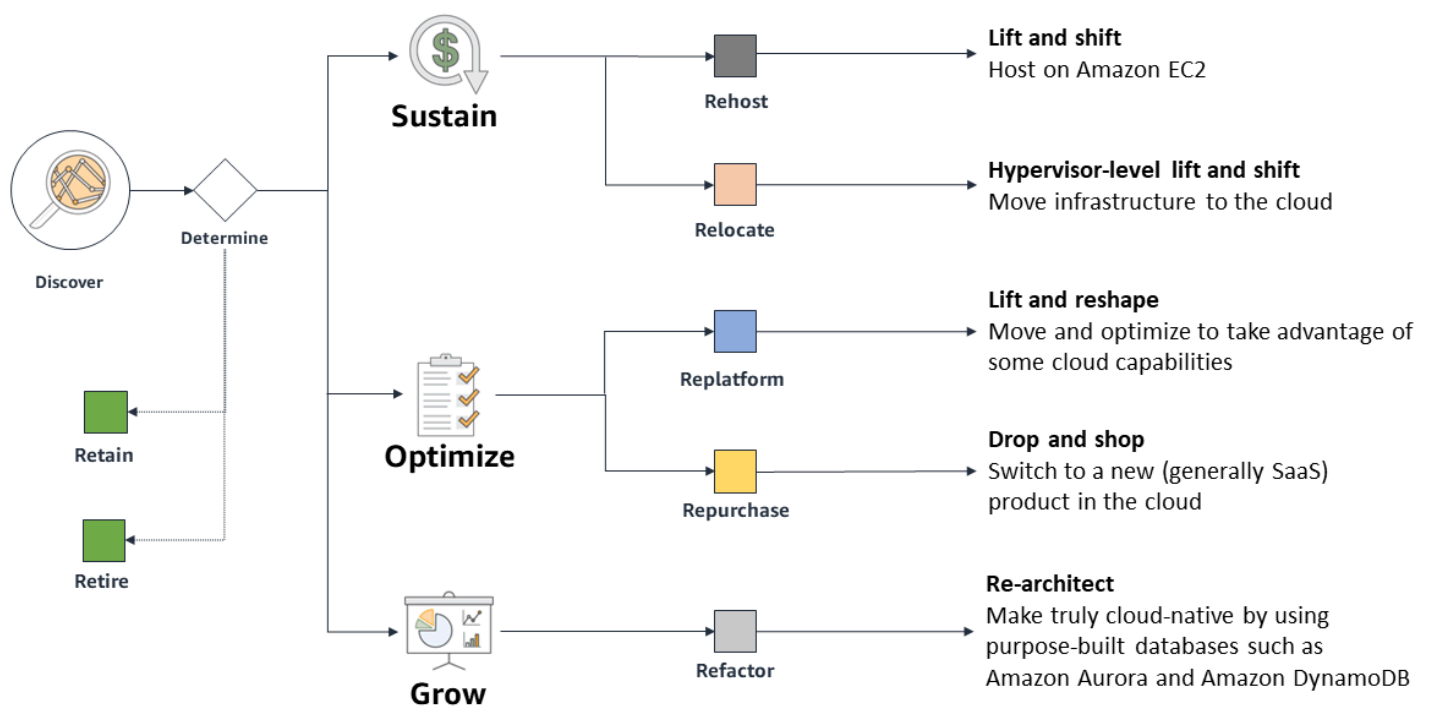 Discover
Determine
Retain
Retire
$
Sustain
Rehost
Lift and shift
Host on Amazon EC2
Relocate
Hypervisor-level lift and shift
Move infrastructure to the cloud
Optimize
Replatform
Lift and reshape
Move and optimize to take advantage of
some cloud capabilities
Repurchase
Drop and shop
Switch to a new (generally SaaS)
product in the cloud
Grow
Refactor
Re-architect
Make truly cloud-native by using
purpose-built databases such as
Amazon Aurora and Amazon DynamoDB